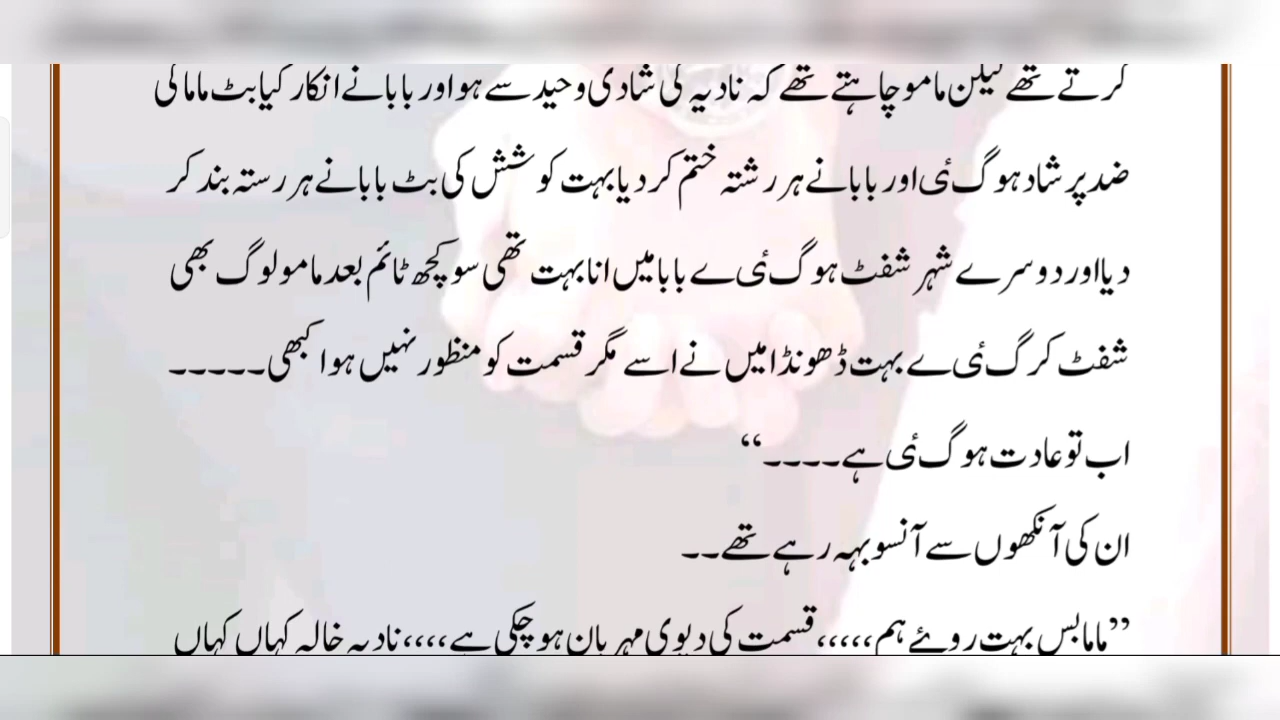 کرتے تھے لیکن ماموچاہتے تھے کہ نادیہ کی شادی وحید سے ہو اور بابا نے انکار کیا بٹ ماما کی
ضد پر شاد ہوگ ئی اور بابا نے ہر رشتہ ختم کر دیا بہت کوشش کی بٹ بابا نے ہر رستہ بند کر
دیا اور دوسرے شہر شفٹ ہوگ ئے بابا میں انا بہت تھی سو کچھ ٹائم بعد مامو لوگ بھی
شفٹ کر گ ئے بہت ڈھونڈا میں نے اسے مگر قسمت کو منظور نہیں ہوا کبھی۔۔۔۔۔
اب تو عادت ہوگ ئی ہے۔۔۔۔“
ان کی آنکھوں سے آنسو بہہ رہے تھے۔۔
”ماما بس بہت روئے ہم،،،،،قسمت کی دیوی مہربان ہوچکی ہے،،،،نادیہ خالہ کہاں کہاں